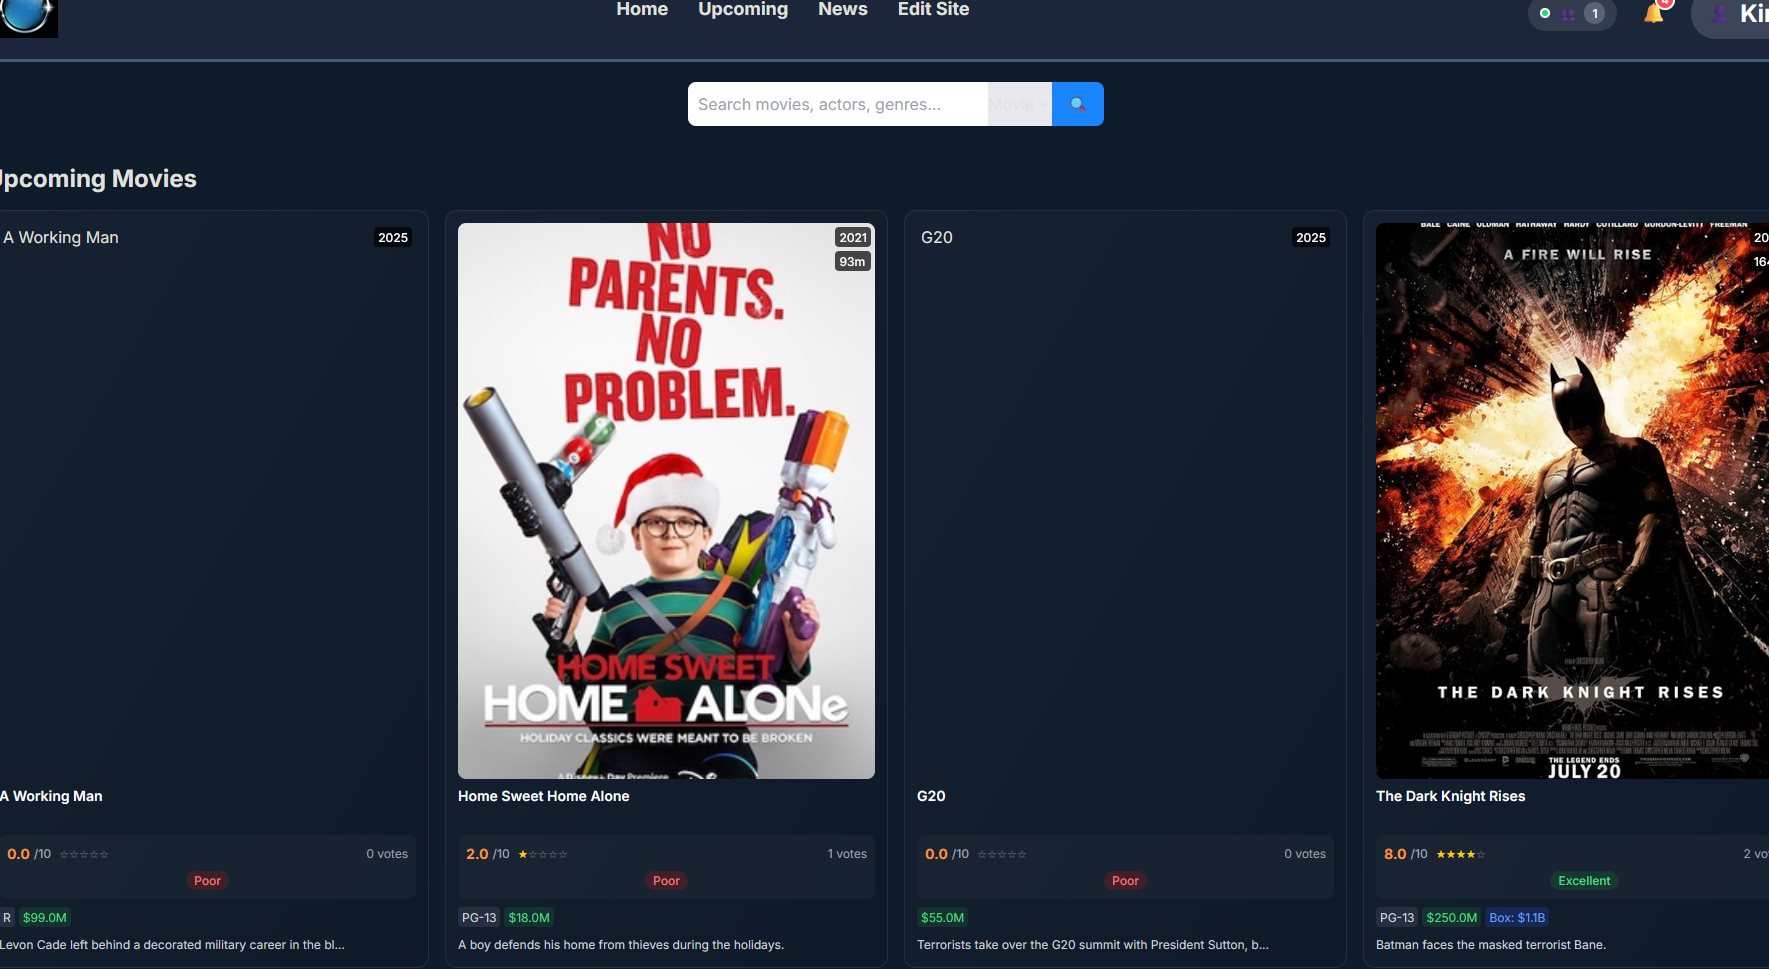 Home Upcoming News Edit Site
1
Search movies, actors, genres... Movie
Upcoming Movies
A Working Man 2025
A Working Man
0.0 /10 0 votes
Poor
R $99.0M
Levon Cade left behind a decorated military career in the bl...
2021
93m
NO
PARENTS.
NO
PROBLEM.
HOME SWEET
HOME ALONe
HOLIDAY CLASSICS WERE MEANT TO BE BROKEN
A Disney+ Day Premiere
Home Sweet Home Alone
2.0 /10 1 votes
Poor
PG-13 $18.0M
A boy defends his home from thieves during the holidays.
G20 2025
G20
0.0 /10 0 votes
Poor
$55.0M
Terrorists take over the G20 summit with President Sutton, b...
BALE CAINE OLDMAN HATHAWAY HARDY COTILLARD GORDON-LEVITT FREEMAN
A FIRE WILL RISE
THE DARK KNIGHT RISES
THE LEGEND ENDS
JULY 20
The Dark Knight Rises
8.0 /10 2 vo
Excellent
PG-13 $250.0M Box: $1.1B
Batman faces the masked terrorist Bane.